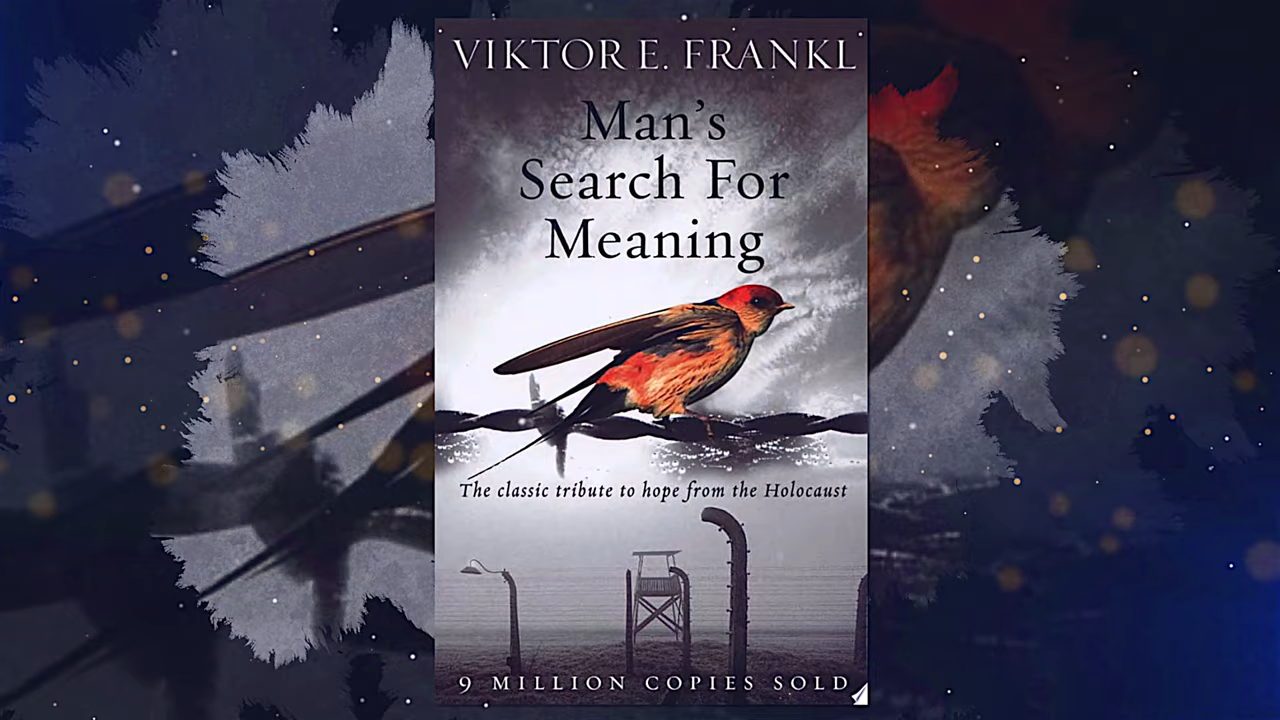 VIKTOR E. FRANKL
Man's
Search For
Meaning
The classic tribute to hope from the Holocaust
9 MILLION COPIES SOLD